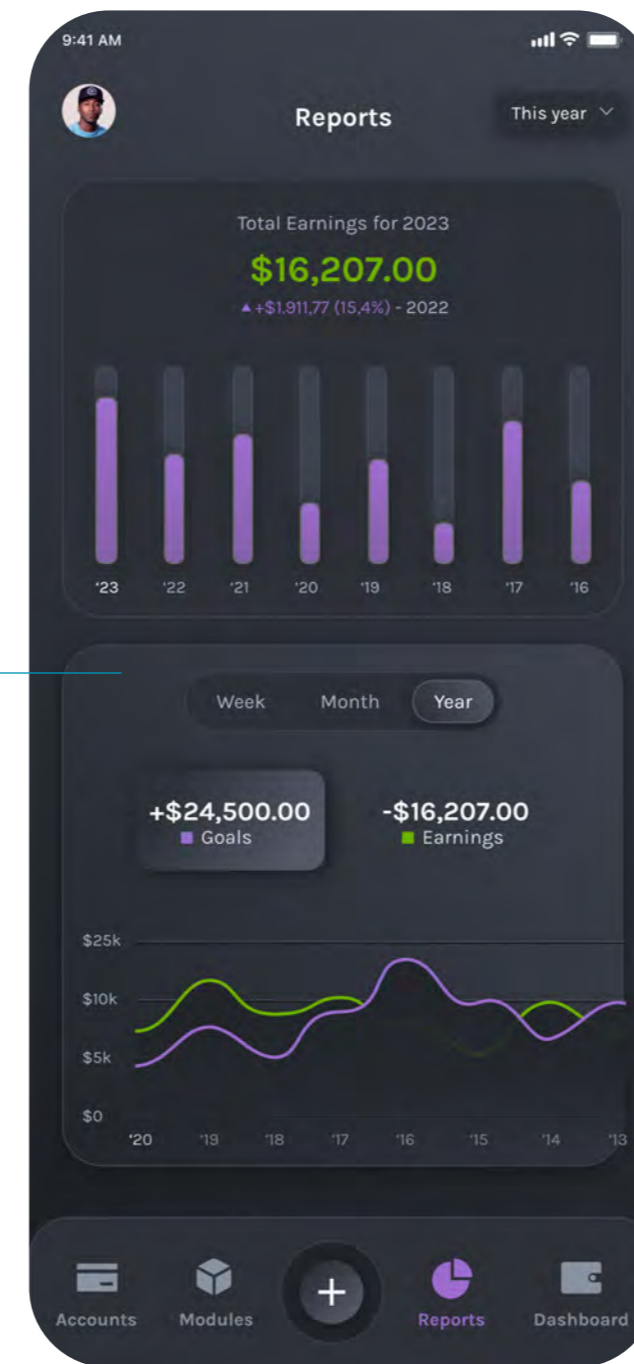 9:41 AM
Reports
This year
Total Earnings for 2023
$16,207.00
+$1.911,77 (15,4%) - 2022
‘23 ‘22 ‘21 ‘20 ‘19 ‘18 ‘17 ‘16
Week Month Year
+$24,500.00 -$16,207.00
Goals Earnings
$25k
$10k
$5k
$0
‘20 ‘19 ‘18 ‘17 ‘16 ‘15 ‘14 ‘13
+
Accounts Modules Reports Dashboard